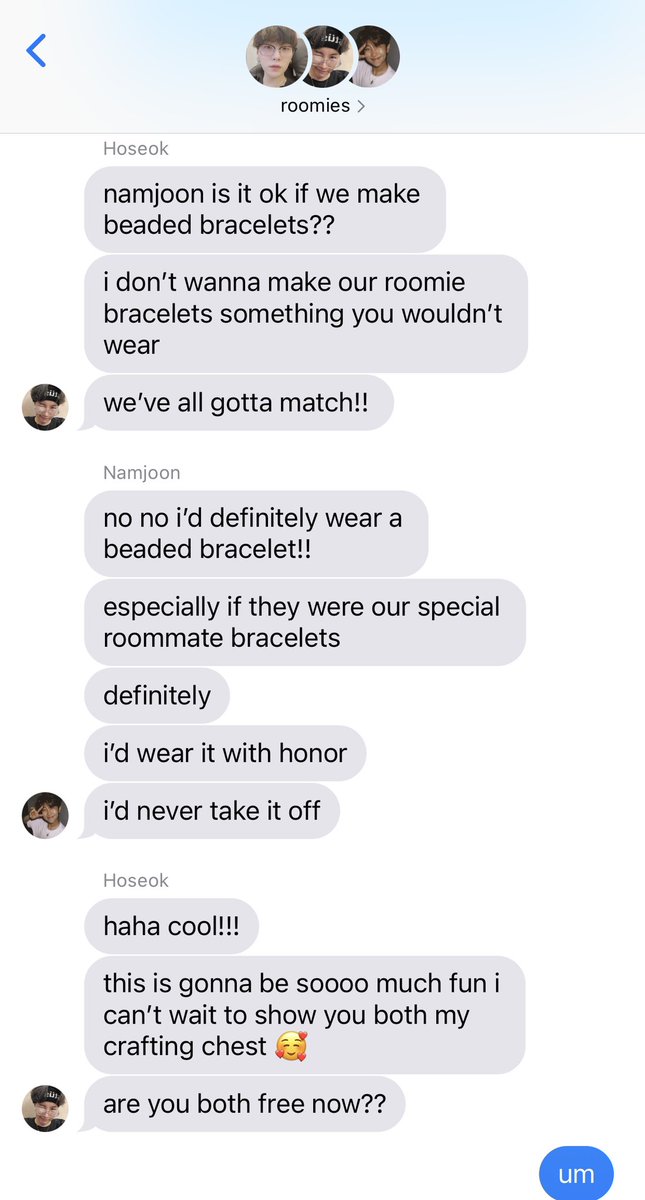 roomies
Hoseok
namjoon is it ok if we make
beaded bracelets??
i don’t wanna make our roomie
bracelets something you wouldn’t
wear
we’ve all gotta match!!
Namjoon
no no i’d definitely wear a
beaded bracelet!!
especially if they were our special
roommate bracelets
definitely
i’d wear it with honor
i’d never take it off
Hoseok
haha cool!!!
this is gonna be soooo much fun i
can’t wait to show you both my
crafting chest 🥰
are you both free now??
um